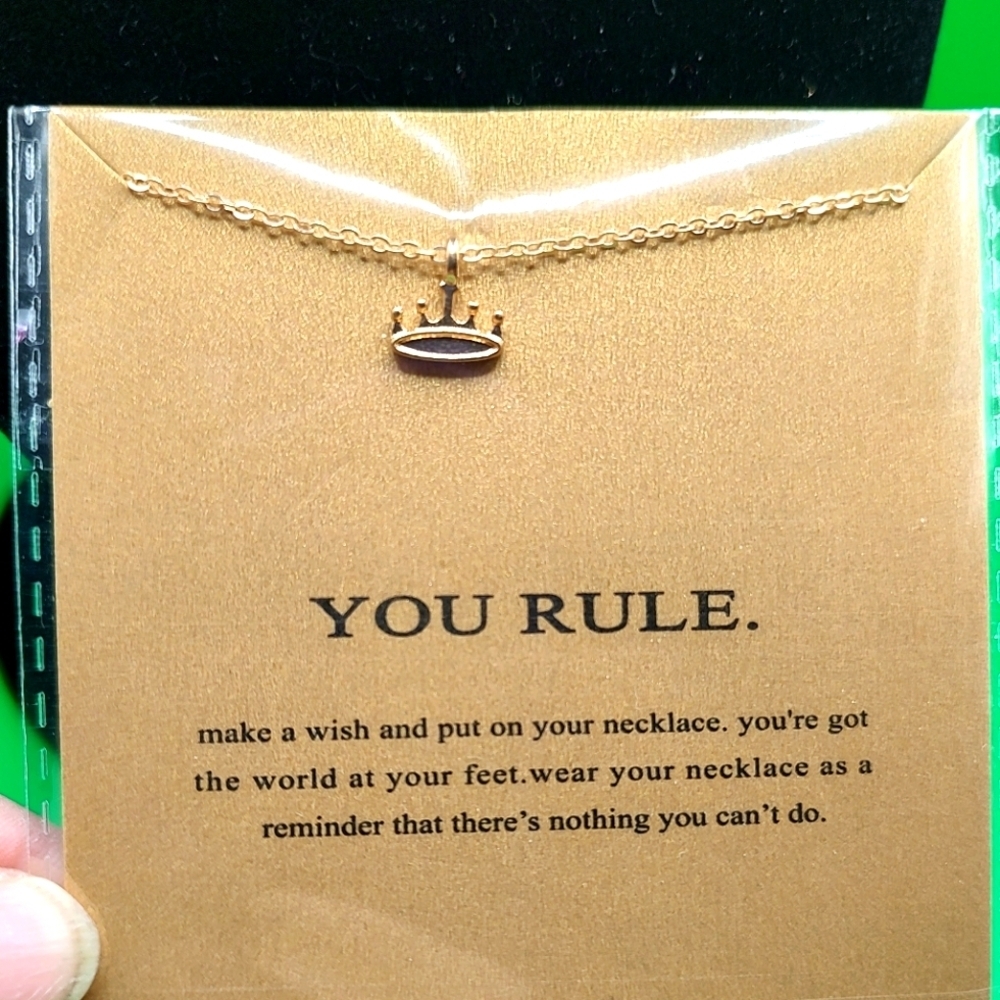 YOU RULE.
make a wish and put on your necklace. you're got
the world at your feet.wear your necklace as a
reminder that there’s nothing you can’t do.